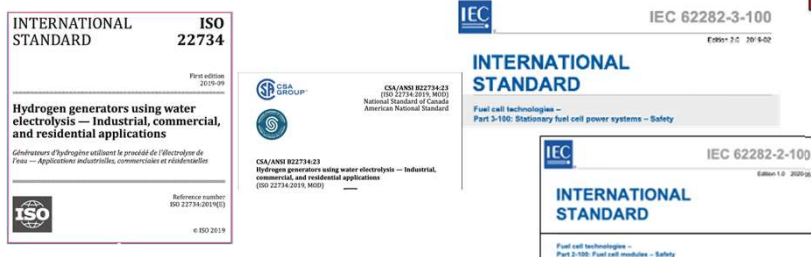 INTERNATIONAL
STANDARD
ISO
22734
First edition
2019-09
Hydrogen generators using water
electrolysis — Industrial, commercial,
and residential applications
Générateurs d'hydrogène utilisant le procédé de l'électrolyse de
l'eau — Applications industrielles, commerciales et résidentielles
ISO
Reference number
ISO 22734:2019(E)
© ISO 2019
CSA
GROUP
CSA/ANSI B22734:23
(ISO 22734:2019, MOD)
National Standard of Canada
American National Standard
CSA/ANSI B22734:23
Hydrogen generators using water electrolysis — Industrial,
commercial, and residential applications
(ISO 22734:2019, MOD)
IEC
IEC 62282-3-100
Edition 2.0 2019-02
INTERNATIONAL
STANDARD
Fuel cell technologies –
Part 3-100: Stationary fuel cell power systems – Safety
IEC
IEC 62282-2-100
Edition 1.0
INTERNATIONAL
STANDARD
Fuel cell technologies –
Part 2-100: Fuel cell modules – Safety